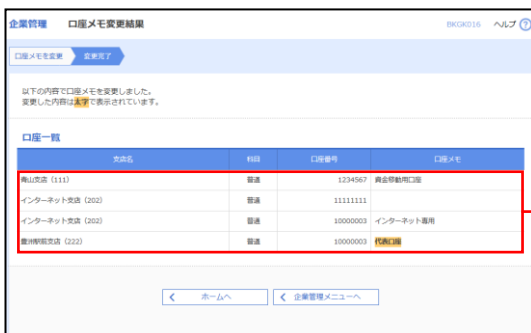 企業管理 口座メモ変更結果 BKGK016 ヘルプ ?
口座メモを変更 変更完了
以下の内容で口座メモを変更しました。
変更した内容は太字で表示されています。
口座一覧
支店名 科目 口座番号 口座メモ
青山支店（111） 普通 1234567 資金移動用口座
インターネット支店（202） 普通 11111111
インターネット支店（202） 普通 10000003 インターネット専用
豊洲駅前支店（222） 普通 10000003 代表口座
ホームへ 企業管理メニューへ